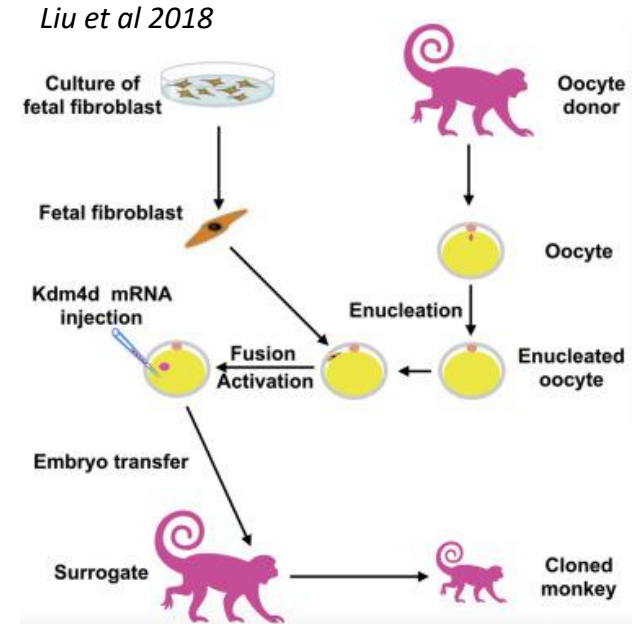 Liu et al 2018
Culture of
fetal fibroblast
Oocyte
donor
Fetal fibroblast
Oocyte
Kdm4d mRNA
injection
Enucleation
Fusion
Activation
Enucleated
oocyte
Embryo transfer
Surrogate
Cloned
monkey